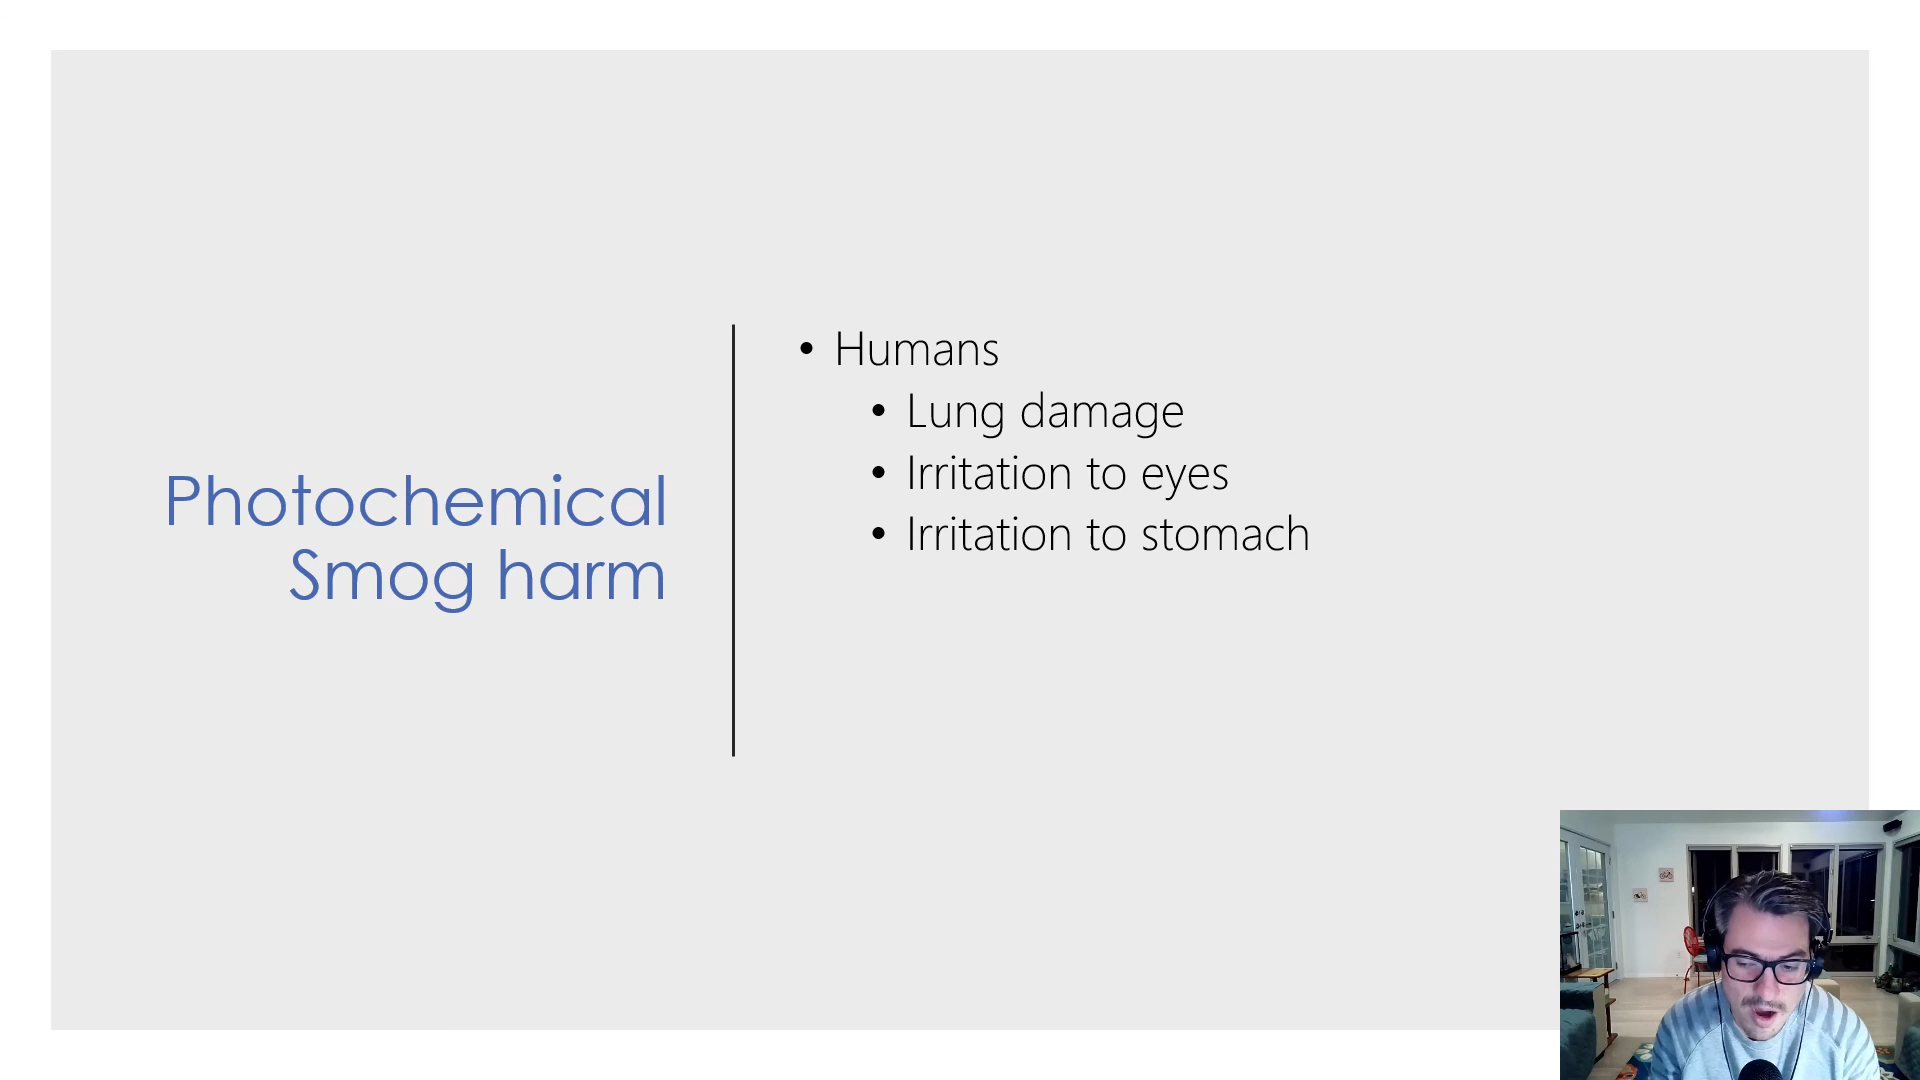 Photochemical
Smog harm
• Humans
• Lung damage
• Irritation to eyes
• Irritation to stomach